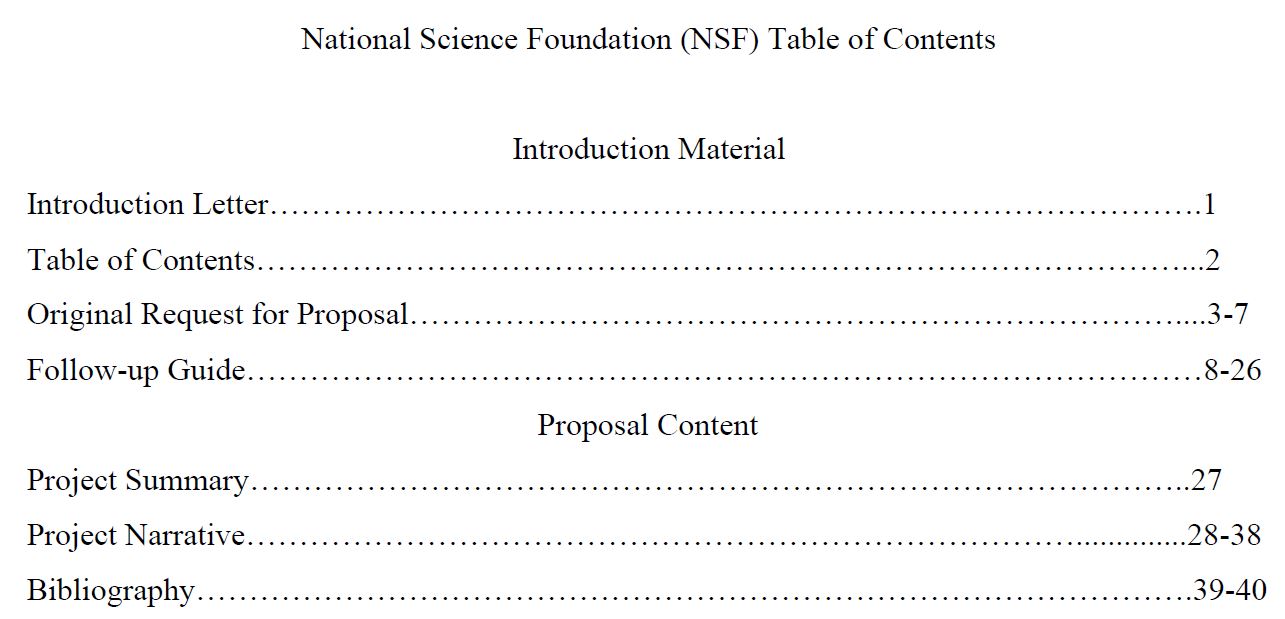 National Science Foundation (NSF) Table of Contents
Introduction Material
Introduction Letter…………………………………………………………………………….1
Table of Contents……………………………………………………………………………...2
Original Request for Proposal………………………………………………………………....3-7
Follow-up Guide………………………………………………………………………………8-26
Proposal Content
Project Summary……………………………………………………………………………..27
Project Narrative…………………………………………………………………….............28-38
Bibliography………………………………………………………………………………….39-40